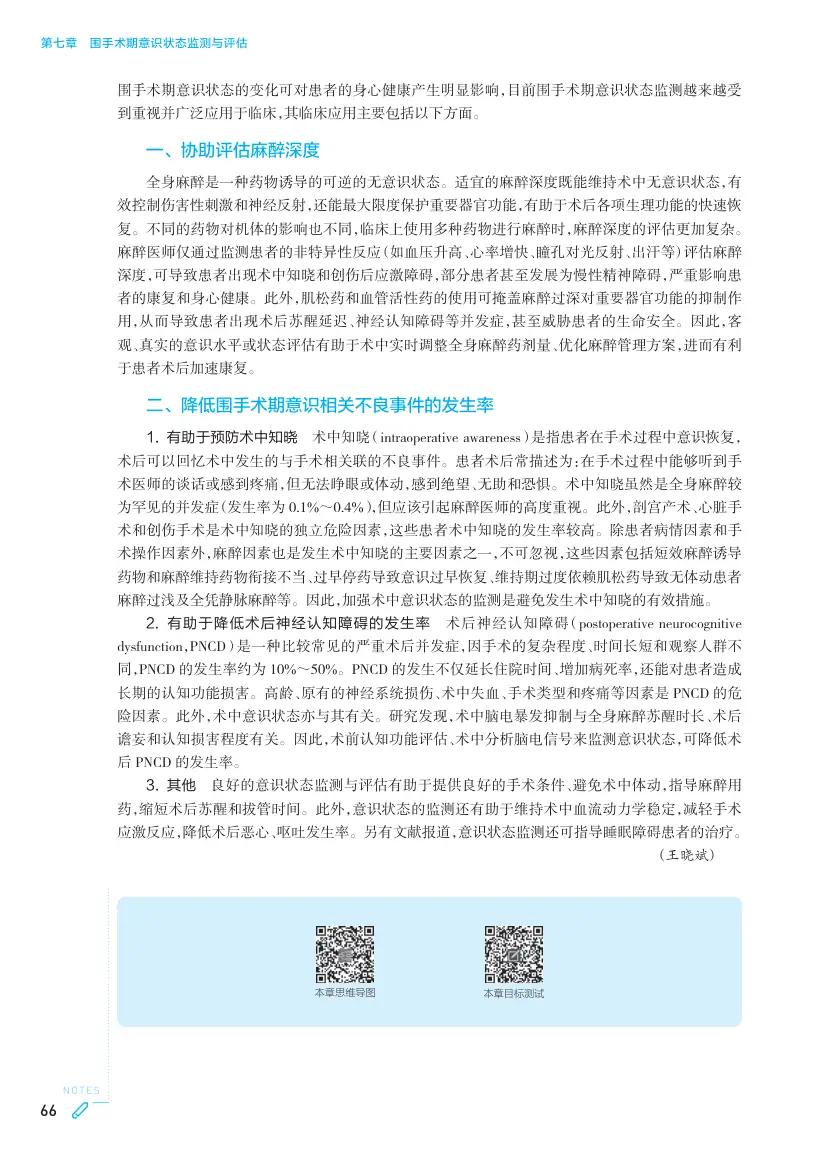 第七章　围手术期意识状态监测与评估
围手术期意识状态的变化可对患者的身心健康产生明显影响，目前围手术期意识状态监测越来越受
到重视并广泛应用于临床，其临床应用主要包括以下方面。
一、协助评估麻醉深度
全身麻醉是一种药物诱导的可逆的无意识状态。适宜的麻醉深度既能维持术中无意识状态，有
效控制伤害性刺激和神经反射，还能最大限度保护重要器官功能，有助于术后各项生理功能的快速恢
复。不同的药物对机体的影响也不同，临床上使用多种药物进行麻醉时，麻醉深度的评估更加复杂。
麻醉医师仅通过监测患者的非特异性反应（如血压升高、心率增快、瞳孔对光反射、出汗等）评估麻醉
深度，可导致患者出现术中知晓和创伤后应激障碍，部分患者甚至发展为慢性精神障碍，严重影响患
者的康复和身心健康。此外，肌松药和血管活性药的使用可掩盖麻醉过深对重要器官功能的抑制作
用，从而导致患者出现术后苏醒延迟、神经认知障碍等并发症，甚至威胁患者的生命安全。因此，客
观、真实的意识水平或状态评估有助于术中实时调整全身麻醉药剂量、优化麻醉管理方案，进而有利
于患者术后加速康复。
二、降低围手术期意识相关不良事件的发生率
1. 有助于预防术中知晓　术中知晓（intraoperative awareness）是指患者在手术过程中意识恢复，
术后可以回忆术中发生的与手术相关联的不良事件。患者术后常描述为：在手术过程中能够听到手
术医师的谈话或感到疼痛，但无法睁眼或体动，感到绝望、无助和恐惧。术中知晓虽然是全身麻醉较
为罕见的并发症（发生率为 0.1%～0.4%），但应该引起麻醉医师的高度重视。此外，剖宫产术、心脏手
术和创伤手术是术中知晓的独立危险因素，这些患者术中知晓的发生率较高。除患者病情因素和手
术操作因素外，麻醉因素也是发生术中知晓的主要因素之一，不可忽视，这些因素包括短效麻醉诱导
药物和麻醉维持药物衔接不当、过早停药导致意识过早恢复、维持期过度依赖肌松药导致无体动患者
麻醉过浅及全凭静脉麻醉等。因此，加强术中意识状态的监测是避免发生术中知晓的有效措施。
2. 有助于降低术后神经认知障碍的发生率　术后神经认知障碍（postoperative neurocognitive
dysfunction，PNCD）是一种比较常见的严重术后并发症，因手术的复杂程度、时间长短和观察人群不
同，PNCD 的发生率约为 10%～50%。PNCD 的发生不仅延长住院时间、增加病死率，还能对患者造成
长期的认知功能损害。高龄、原有的神经系统损伤、术中失血、手术类型和疼痛等因素是 PNCD 的危
险因素。此外，术中意识状态亦与其有关。研究发现，术中脑电暴发抑制与全身麻醉苏醒时长、术后
谵妄和认知损害程度有关。因此，术前认知功能评估、术中分析脑电信号来监测意识状态，可降低术
后 PNCD 的发生率。
3. 其他　良好的意识状态监测与评估有助于提供良好的手术条件、避免术中体动，指导麻醉用
药，缩短术后苏醒和拔管时间。此外，意识状态的监测还有助于维持术中血流动力学稳定，减轻手术
应激反应，降低术后恶心、呕吐发生率。另有文献报道，意识状态监测还可指导睡眠障碍患者的治疗。
（王晓斌）
本章思维导图
本章目标测试
NOTES
66